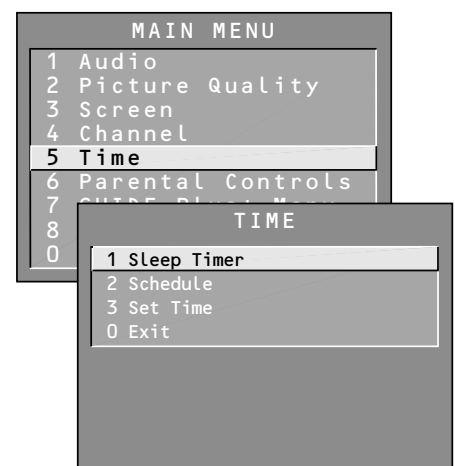 MAIN MENU
1 Audio
2 Picture Quality
3 Screen
4 Channel
5 Time
6 Parental Controls
7
8
0
TIME
1 Sleep Timer
2 Schedule
3 Set Time
0 Exit